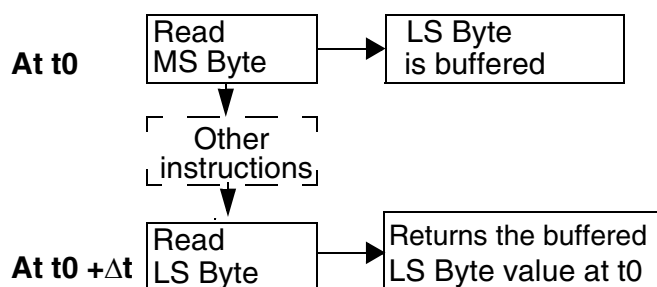 At t0
Read
MS Byte
LS Byte
is buffered
Other
instructions
At t0 +Δt
Read
LS Byte
Returns the buffered
LS Byte value at t0